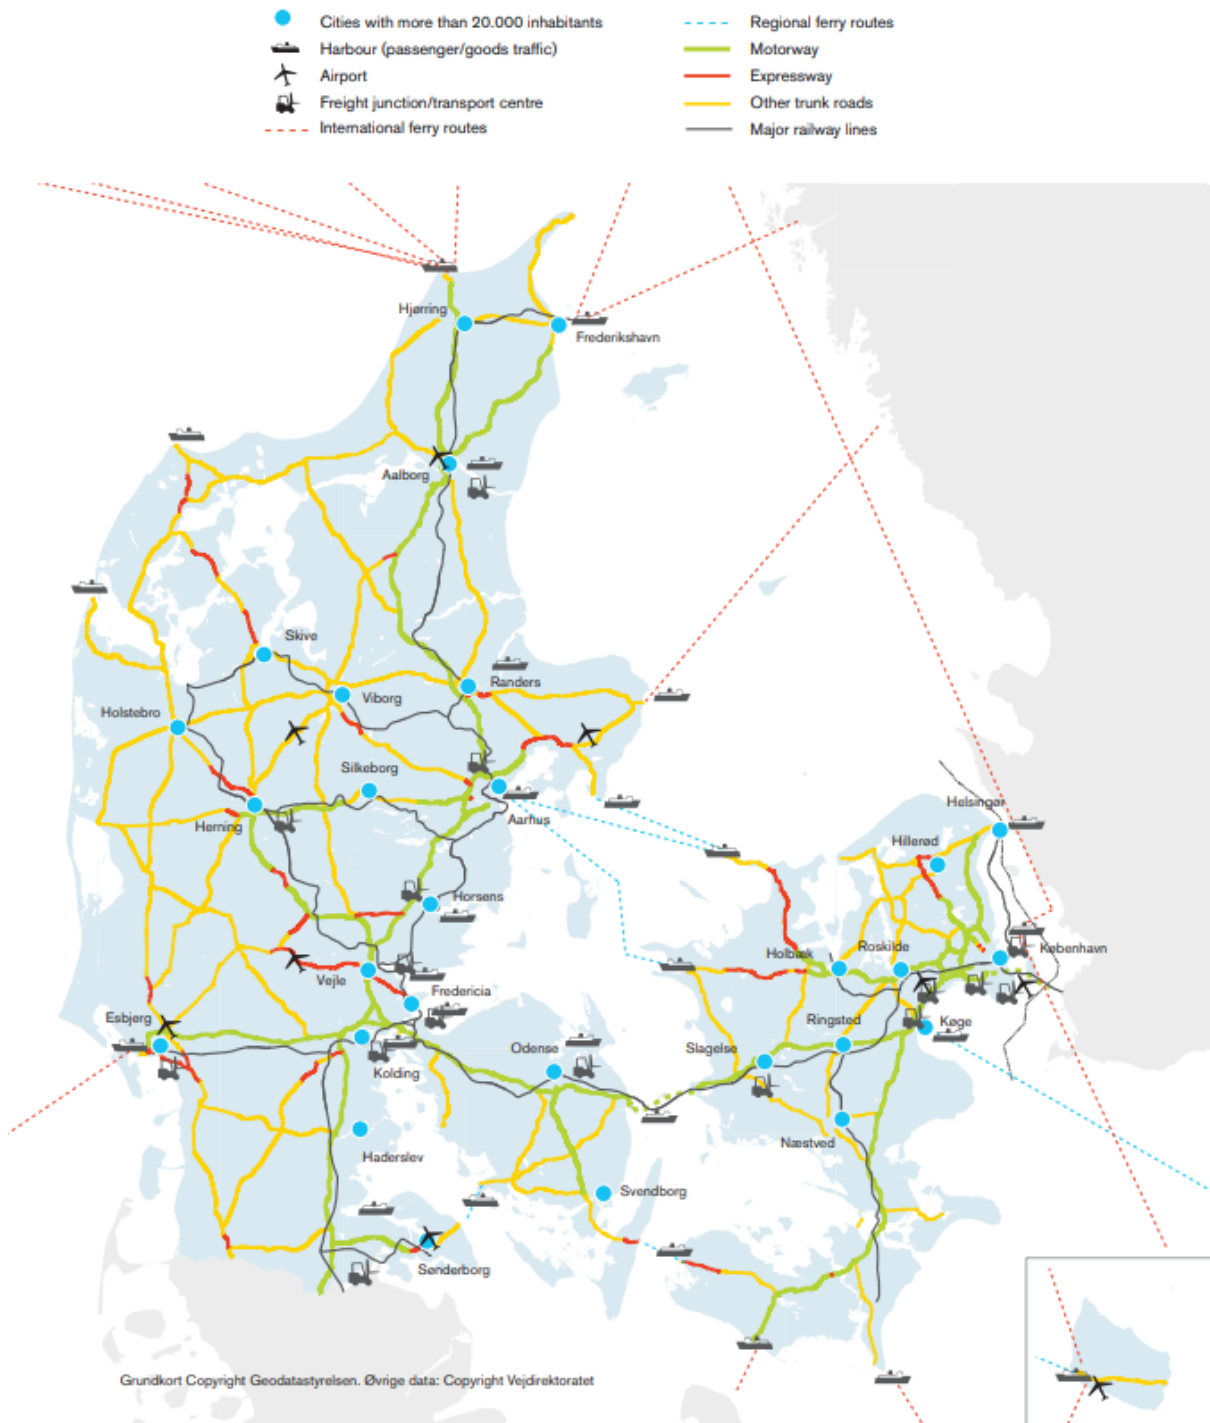 Cities with more than 20.000 inhabitants
Harbour (passenger/goods traffic)
Airport
Freight junction/transport centre
International ferry routes
Regional ferry routes
Motorway
Expressway
Other trunk roads
Major railway lines
Hjørring
Frederikshavn
Aalborg
Skive
Randers
Viborg
Holstebro
Silkeborg
Herning
Aarhus
Helsingør
Hillerød
Horsens
Holbæk
Roskilde
København
Vejle
Fredericia
Esbjerg
Ringsted
Køge
Odense
Slagelse
Kolding
Næstved
Haderslev
Svendborg
Sønderborg
Grundkort Copyright Geodatastyrelsen. Øvrige data: Copyright Vejdirektoratet